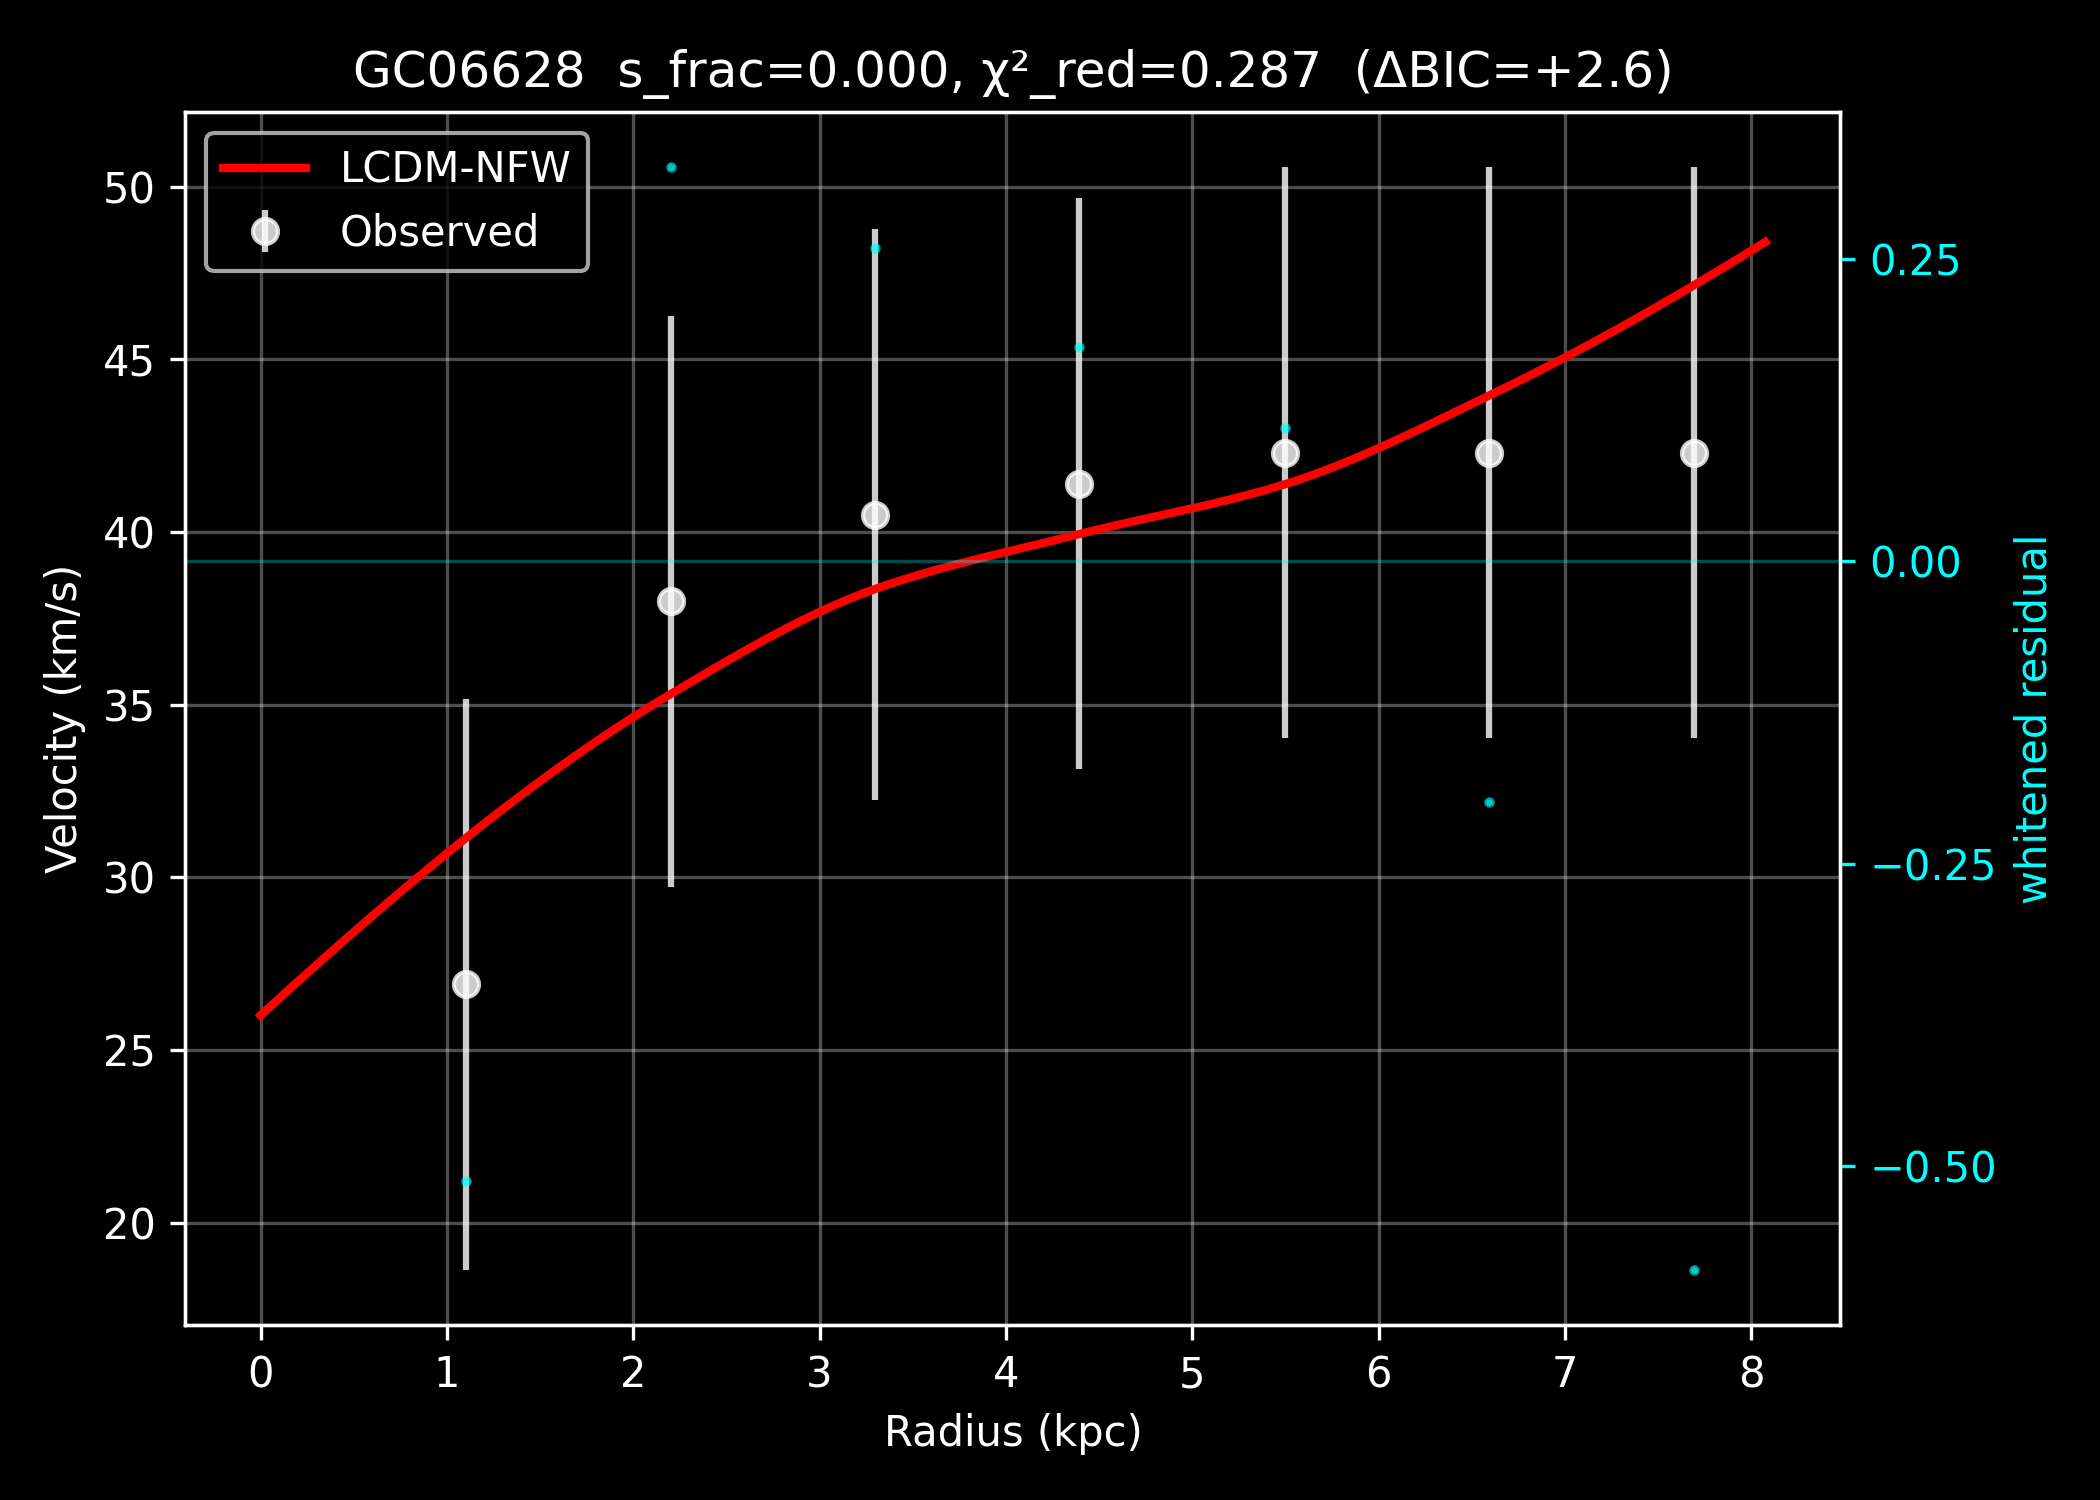 GC06628 s_frac=0.000, χ²_red=0.287 (ΔBIC=+2.6)
LCDM-NFW
Observed
50
45
40
35
30
25
20
Velocity (km/s)
0.25
0.00
−0.25
−0.50
whitened residual
0 1 2 3 4 5 6 7 8
Radius (kpc)